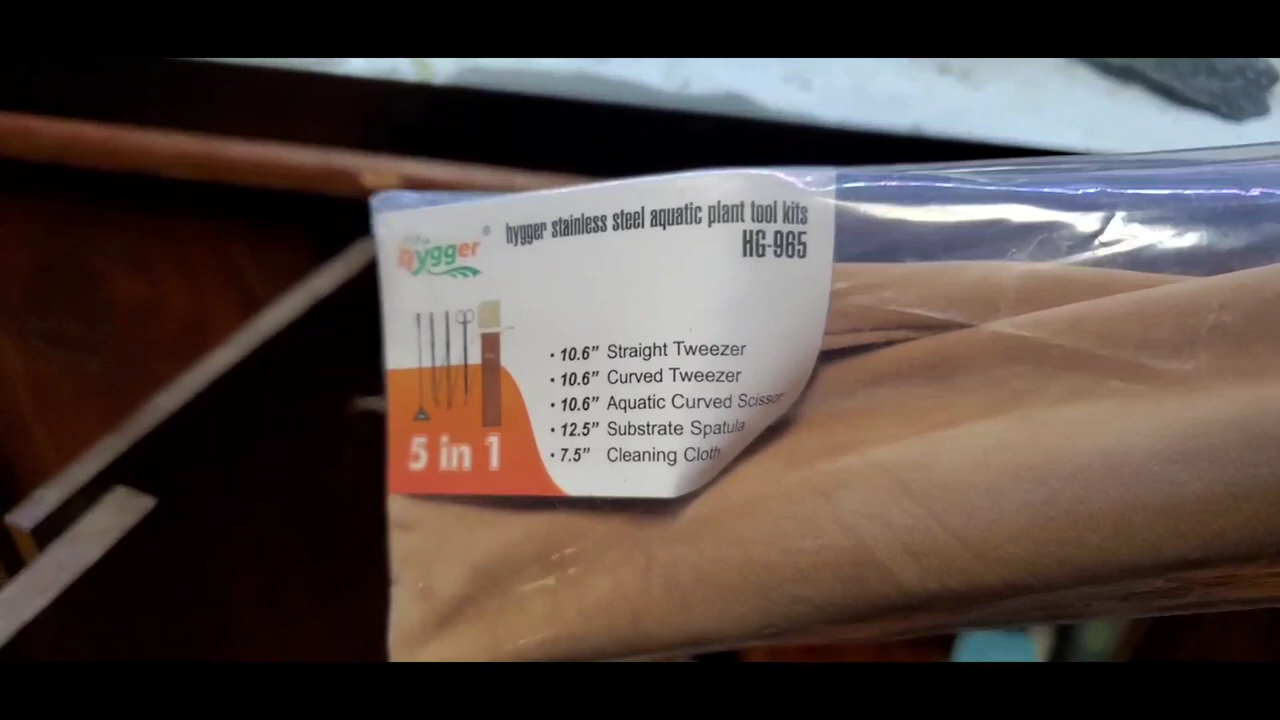 hygger®
hygger stainless steel aquatic plant tool kits
HG-965
• 10.6” Straight Tweezer
• 10.6” Curved Tweezer
• 10.6” Aquatic Curved Scissor
• 12.5” Substrate Spatula
• 7.5” Cleaning Cloth
5 in 1